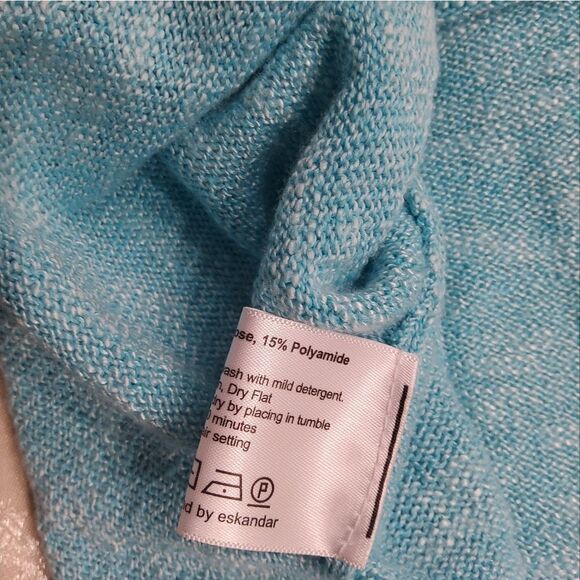 ose, 15% Polyamide
ash with mild detergent.
Dry Flat
ry by placing in tumble
minutes
ir setting
P
d by eskandar